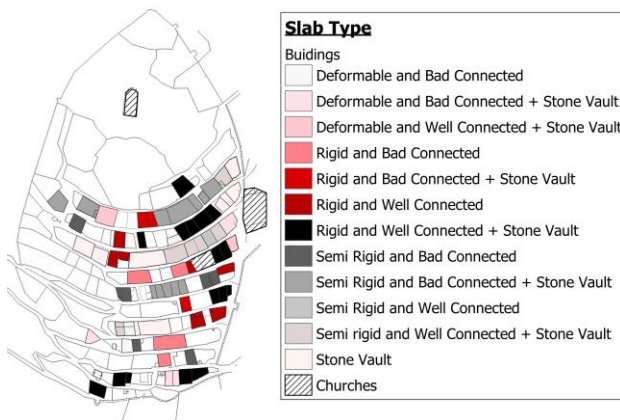 Slab Type
Buidings
Deformable and Bad Connected
Deformable and Bad Connected + Stone Vault
Deformable and Well Connected + Stone Vault
Rigid and Bad Connected
Rigid and Bad Connected + Stone Vault
Rigid and Well Connected
Rigid and Well Connected + Stone Vault
Semi Rigid and Bad Connected
Semi Rigid and Bad Connected + Stone Vault
Semi Rigid and Well Connected
Semi rigid and Well Connected + Stone Vault
Stone Vault
Churches